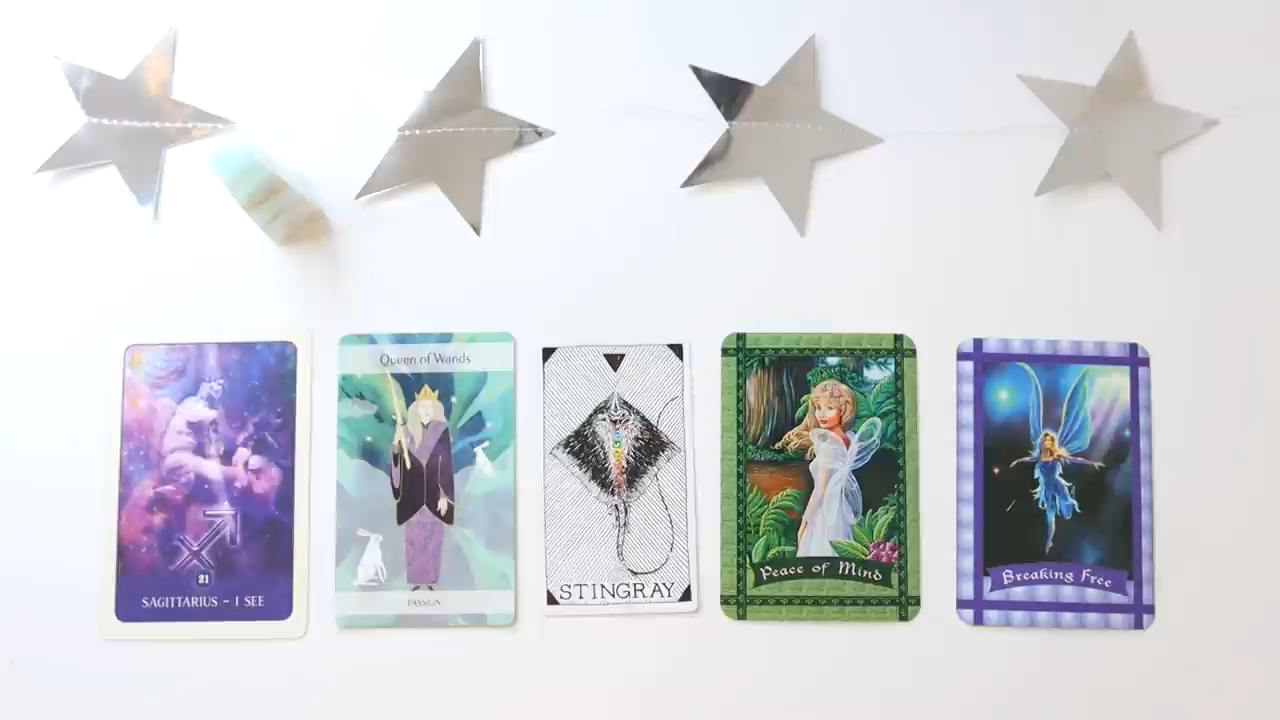 21
SAGITTARIUS ~ I SEE
Queen of Wands
PASSION
STINGRAY
Peace of Mind
Breaking Free